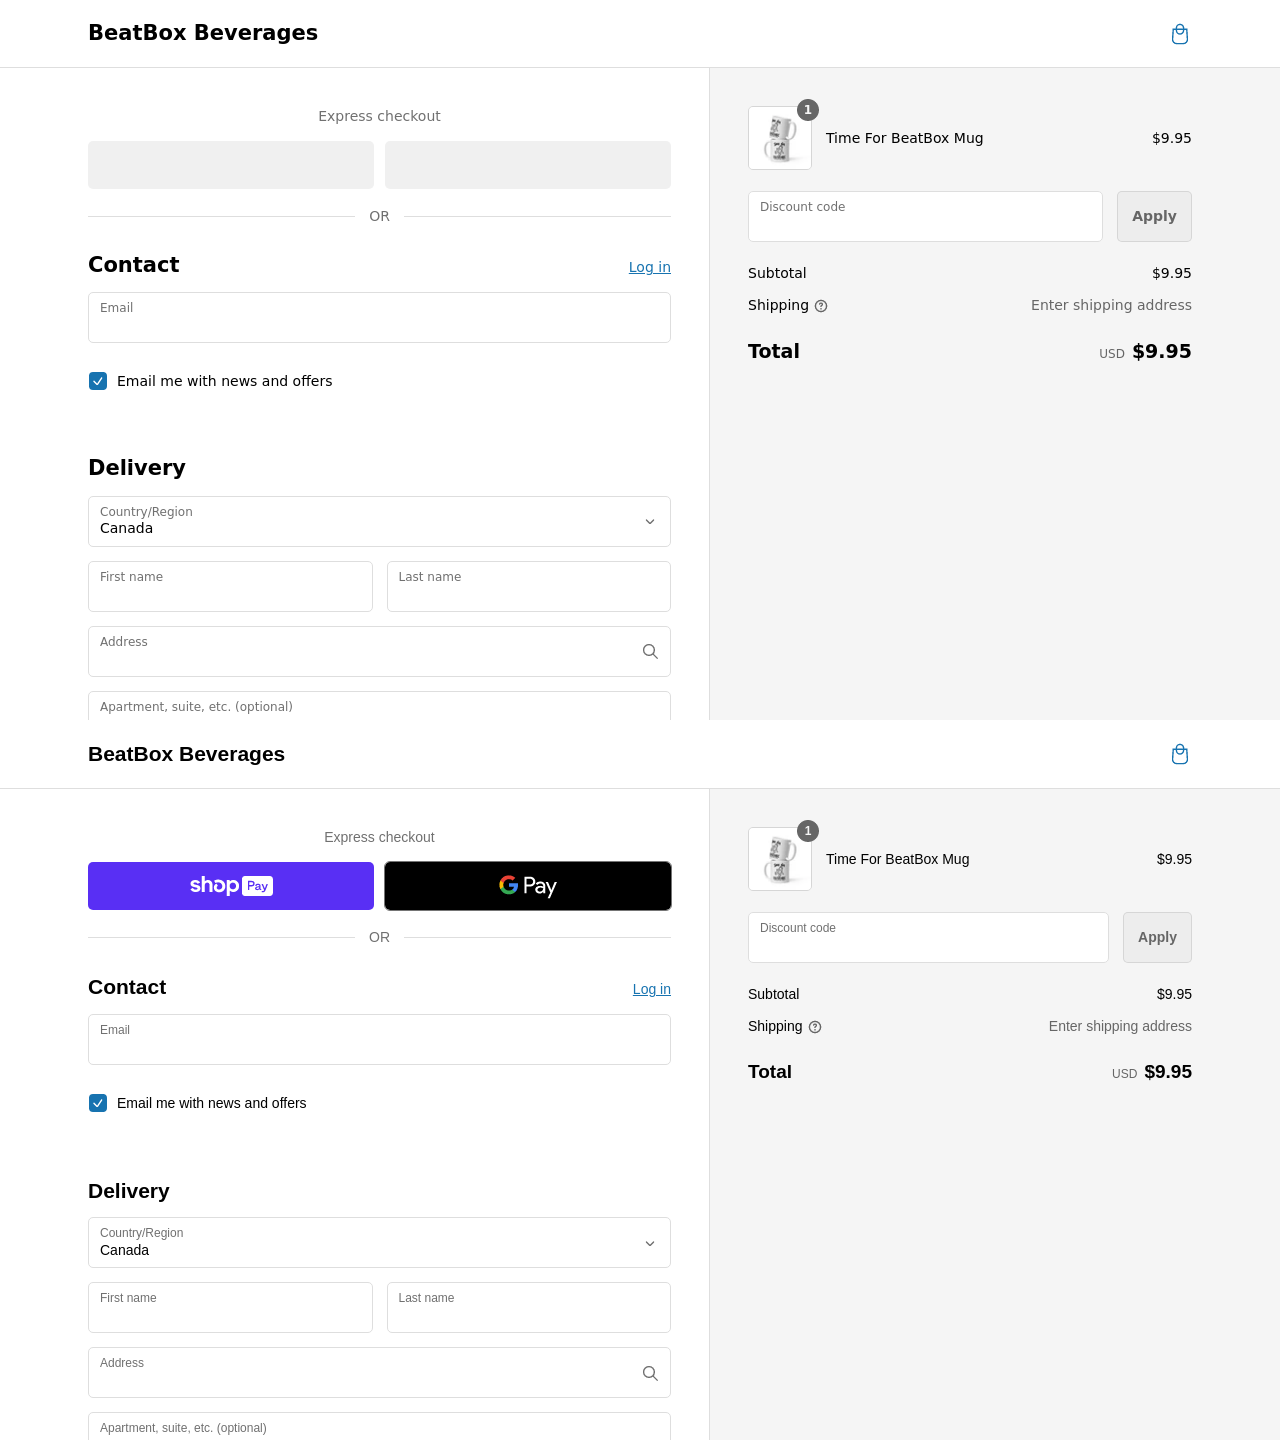 BeatBox Beverages
Express checkout
OR
Contact
Log in
Email
Email me with news and offers
Delivery
Country/Region
Canada
First name
Last name
Address
Apartment, suite, etc. (optional)
1
Time For BeatBox Mug
$9.95
Discount code
Apply
Subtotal
$9.95
Shipping
Enter shipping address
Total
USD $9.95
BeatBox Beverages
Express checkout
shop Pay
G Pay
OR
Contact
Log in
Email
Email me with news and offers
Delivery
Country/Region
Canada
First name
Last name
Address
Apartment, suite, etc. (optional)
1
Time For BeatBox Mug
$9.95
Discount code
Apply
Subtotal
$9.95
Shipping
Enter shipping address
Total
USD $9.95